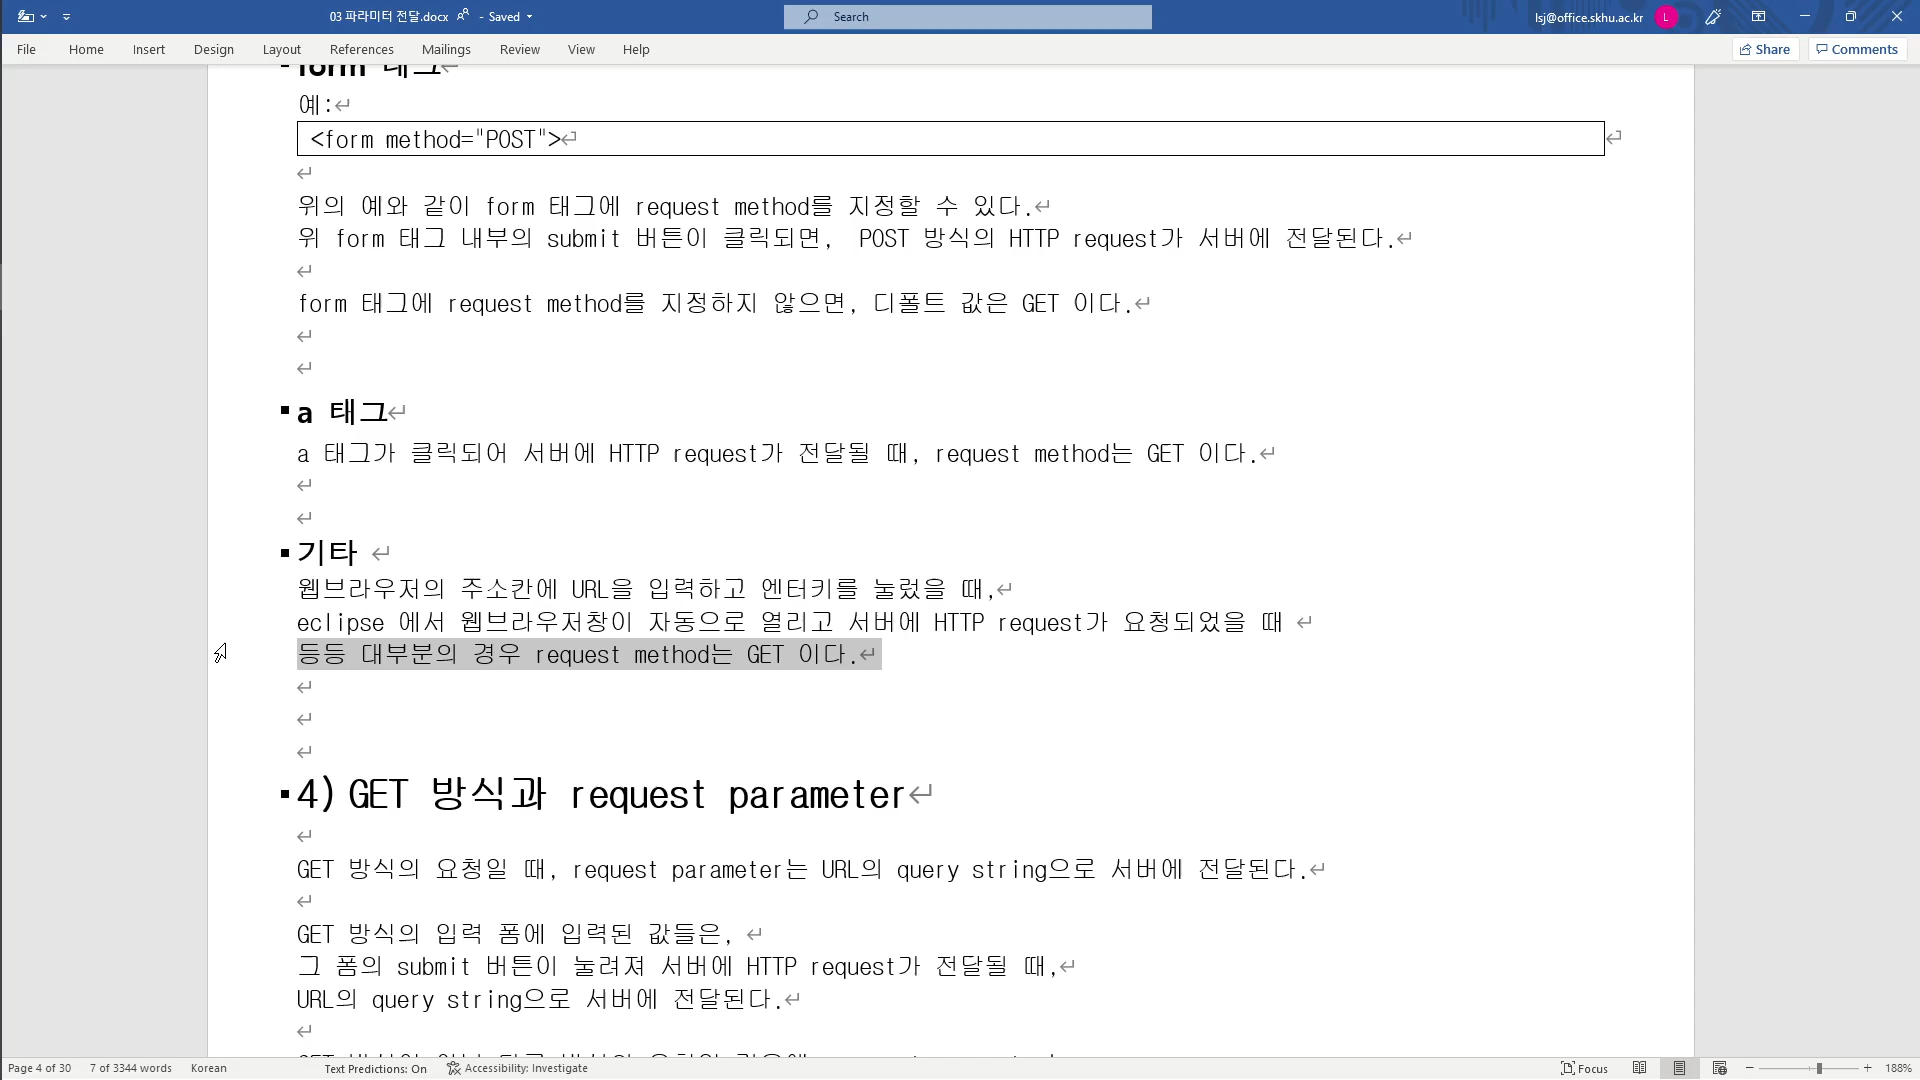 03 파라미터 전달.docx - Saved
Search
lsj@office.skhu.ac.kr L
File Home Insert Design Layout References Mailings Review View Help Share Comments
form 태그
예:
<form method="POST">
위의 예와 같이 form 태그에 request method를 지정할 수 있다.
위 form 태그 내부의 submit 버튼이 클릭되면, POST 방식의 HTTP request가 서버에 전달된다.
form 태그에 request method를 지정하지 않으면, 디폴트 값은 GET 이다.
a 태그
a 태그가 클릭되어 서버에 HTTP request가 전달될 때, request method는 GET 이다.
기타
웹브라우저의 주소칸에 URL을 입력하고 엔터키를 눌렀을 때,
eclipse 에서 웹브라우저창이 자동으로 열리고 서버에 HTTP request가 요청되었을 때
등등 대부분의 경우 request method는 GET 이다.
4) GET 방식과 request parameter
GET 방식의 요청일 때, request parameter는 URL의 query string으로 서버에 전달된다.
GET 방식의 입력 폼에 입력된 값들은,
그 폼의 submit 버튼이 눌려져 서버에 HTTP request가 전달될 때,
URL의 query string으로 서버에 전달된다.
Page 4 of 30 7 of 3344 words Korean Text Predictions: On Accessibility: Investigate Focus 188%